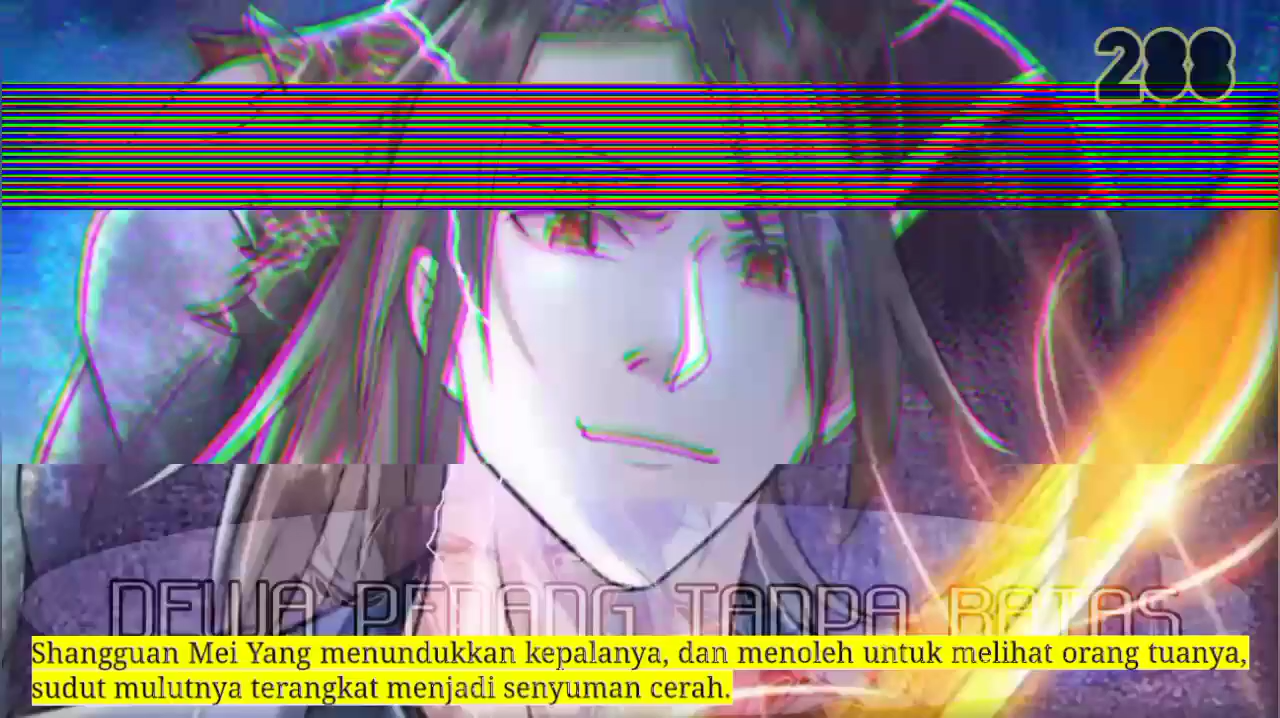 288
DEWA PEDANG TANPA BATAS
Shangguan Mei Yang menundukkan kepalanya, dan menoleh untuk melihat orang tuanya,
sudut mulutnya terangkat menjadi senyuman cerah.